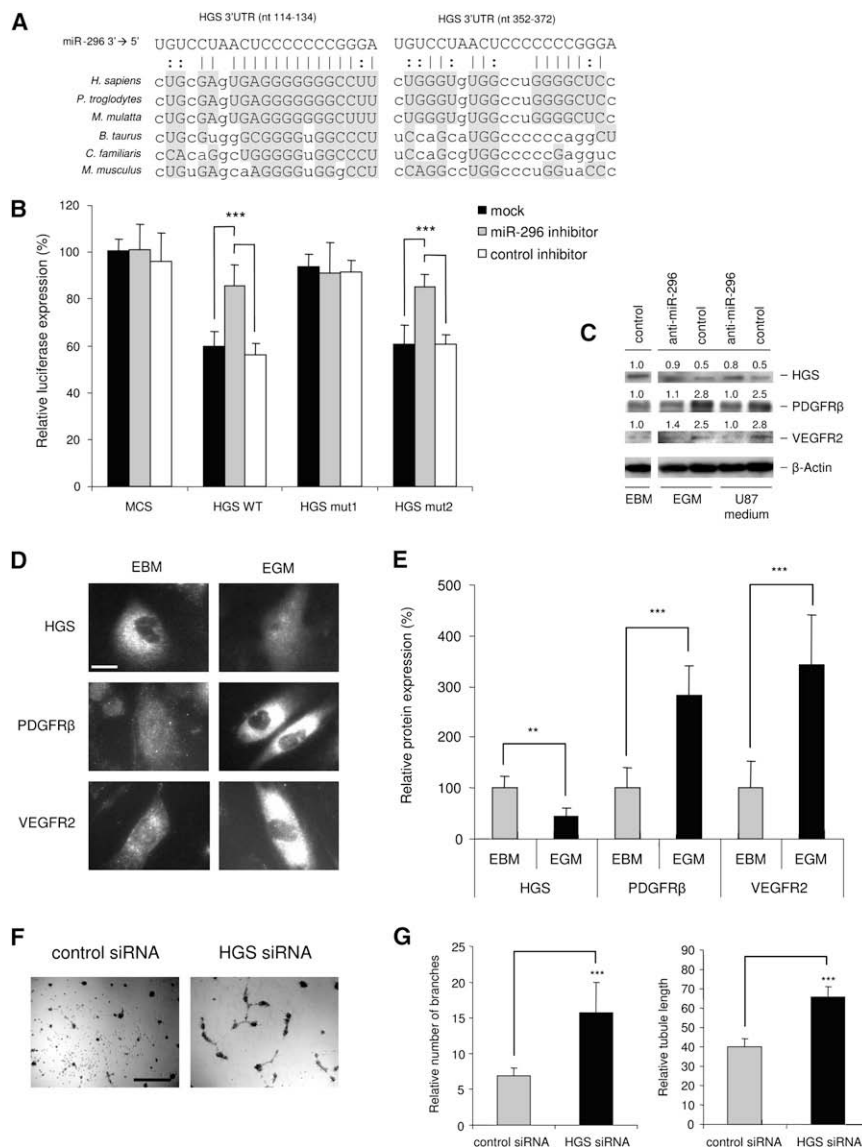 A
HGS 3'UTR (nt 114-134)
HGS 3'UTR (nt 352-372)
miR-296 3' → 5'
UGUCCUAACUCCCCCCCGGGA
UGUCCUAACUCCCCCCCGGGA
H. sapiens
cUGcGAgUGAGGGGGGGCCUU
cUGGGUgUGGccuGGGGCUCc
P. troglodytes
cUGcGAgUGAGGGGGGGCCUU
cUGGGUgUGGccuGGGGCUCc
M. mulatta
cUGcGAgUGAGGGGGGGCUUU
cUGGGUgUGGccuGGGGCUCc
B. taurus
cUGcGuggGCGGGGuGGCCCU
uCCagcaUGGccccccaggCU
C. familiaris
cCACaGgcUGGGGGuGGCCCU
uCCagcgUGGcccccGagguc
M. musculus
cUGuGAgcaAGGGGuGGgCCU
cCAGGCCUGGcccuGGuaCCc
B
Relative luciferase expression (%)
120
100
80
60
40
20
0
***
***
MCS
HGS WT
HGS mut1
HGS mut2
mock
miR-296 inhibitor
control inhibitor
C
control
anti-miR-296
control
anti-miR-296
control
1.0 0.9 0.5 0.8 0.5
HGS
1.0 1.1 2.8 1.0 2.5
PDGFRβ
1.0 1.4 2.5 1.0 2.8
VEGFR2
β-Actin
EBM
EGM
U87
medium
D
EBM
EGM
HGS
PDGFRβ
VEGFR2
E
Relative protein expression (%)
500
400
300
200
100
0
**
***
***
EBM
EGM
EBM
EGM
EBM
EGM
HGS
PDGFRβ
VEGFR2
F
control siRNA
HGS siRNA
G
Relative number of branches
25
20
15
10
5
0
***
control siRNA
HGS siRNA
Relative tubule length
90
80
70
60
50
40
30
20
10
0
***
control siRNA
HGS siRNA